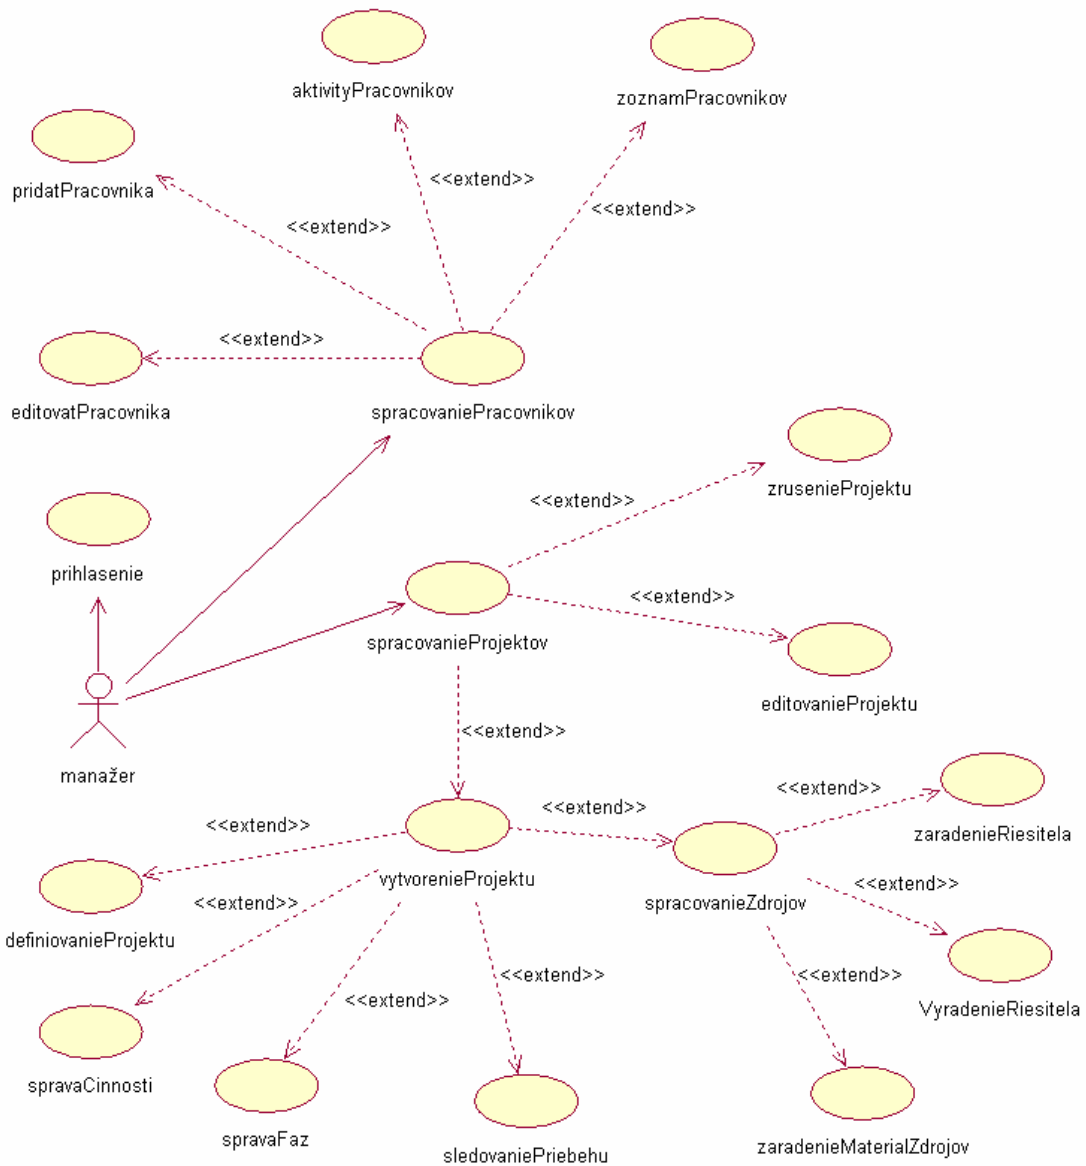 aktivityPracovnikov
zoznamPracovnikov
pridatPracovnika
<<extend>>
<<extend>>
<<extend>>
<<extend>>
editovatPracovnika
spracovaniePracovnikov
zrusenieProjektu
<<extend>>
prihlasenie
<<extend>>
spracovanieProjektov
editovanieProjektu
<<extend>>
manažer
<<extend>>
<<extend>>
<<extend>>
zaradenieRiesitela
vytvorenieProjektu
<<extend>>
spracovanieZdrojov
<<extend>>
definiovanieProjektu
<<extend>>
<<extend>>
<<extend>>
VyradenieRiesitela
spravaCinnosti
spravaFaz
sledovaniePriebehu
zaradenieMaterialZdrojov